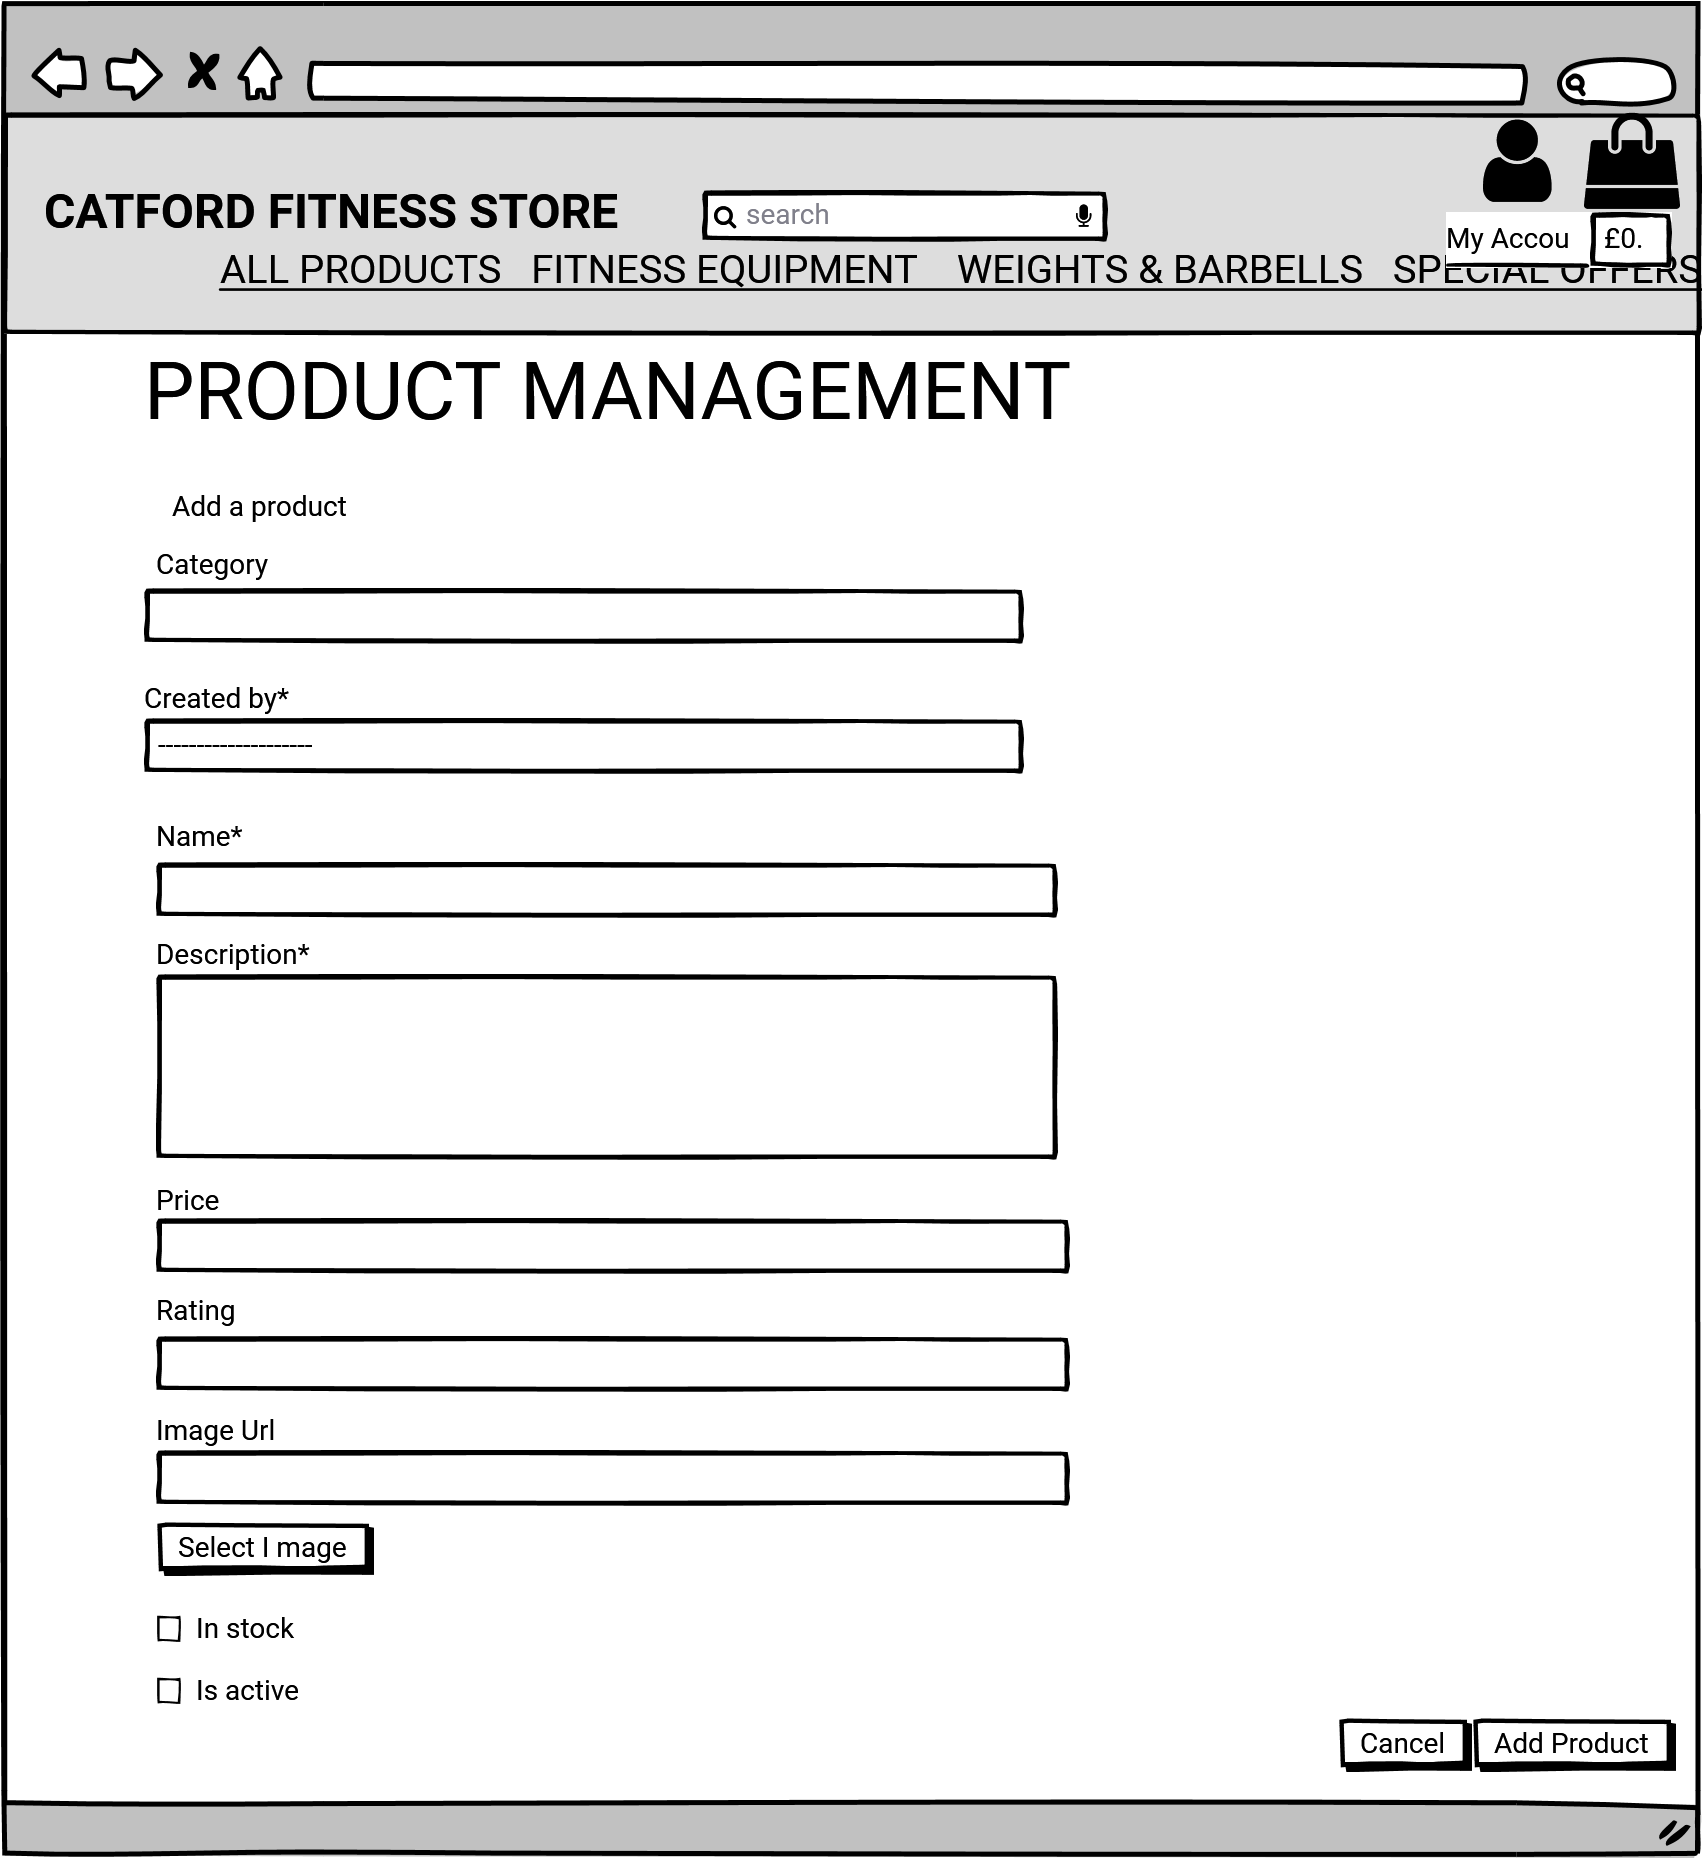 CATFORD FITNESS STORE
search
My Accou
£0.
ALL PRODUCTS FITNESS EQUIPMENT WEIGHTS & BARBELLS SPECIAL OFFERS
PRODUCT MANAGEMENT
Add a product
Category
Created by*
--------------------
Name*
Description*
Price
Rating
Image Url
Select I mage
In stock
Is active
Cancel
Add Product